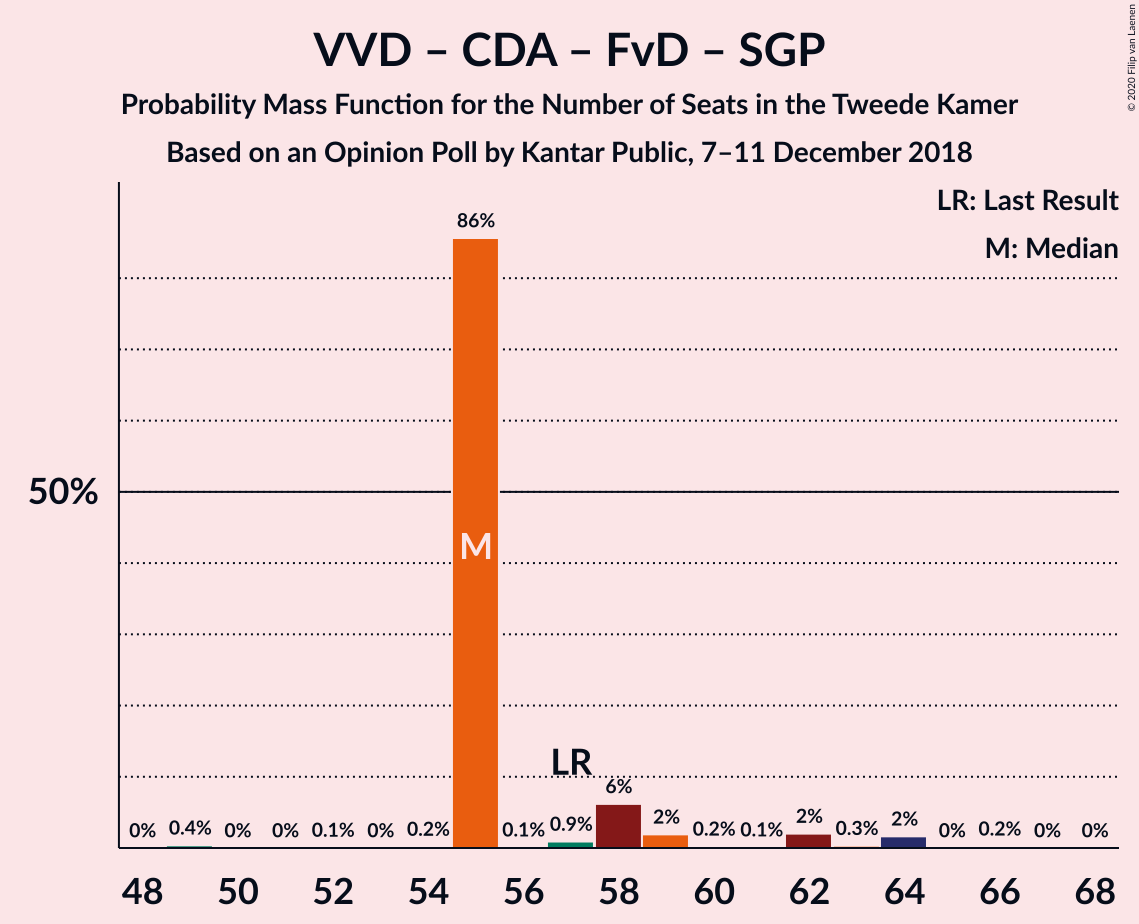 VVD – CDA – FvD – SGP
Probability Mass Function for the Number of Seats in the Tweede Kamer
Based on an Opinion Poll by Kantar Public, 7–11 December 2018
© 2020 Filip van Laenen
LR: Last Result
M: Median
86%
50%
M
LR
0% 0.4% 0% 0% 0.1% 0% 0.2% 0.1% 0.9% 6% 2% 0.2% 0.1% 2% 0.3% 2% 0% 0.2% 0% 0%
48 50 52 54 56 58 60 62 64 66 68